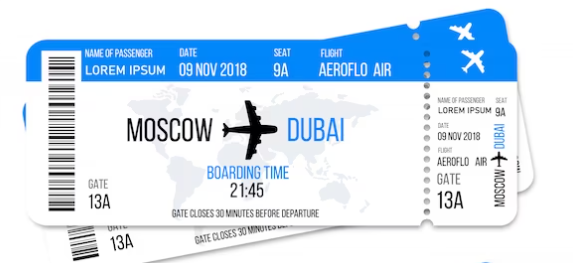 NAME OF PASSENGER DATE SEAT FLIGHT
LOREM IPSUM 09 NOV 2018 9A AEROFLO AIR
MOSCOW DUBAI
BOARDING TIME
21:45
GATE
13A
GATE CLOSES 30 MINUTES BEFORE DEPARTURE
NAME OF PASSENGER SEAT
LOREM IPSUM 9A
DATE
09 NOV 2018
FLIGHT
AEROFLO AIR
GATE
13A
MOSCOW DUBAI
GATE
13A
GATE CLOSES 30 MINUTES BEFORE